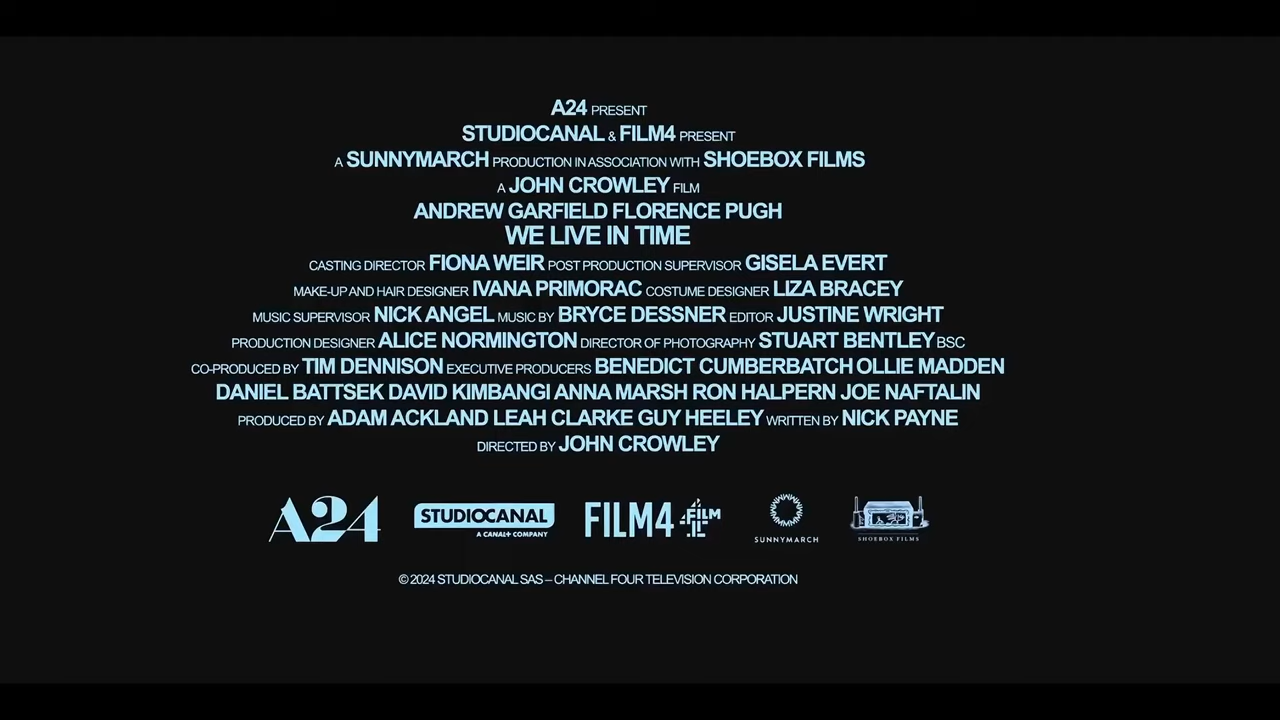 A24 PRESENT
STUDIOCANAL & FILM4 PRESENT
A SUNNYMARCH PRODUCTION IN ASSOCIATION WITH SHOEBOX FILMS
A JOHN CROWLEY FILM
ANDREW GARFIELD FLORENCE PUGH
WE LIVE IN TIME
CASTING DIRECTOR FIONA WEIR POST PRODUCTION SUPERVISOR GISELA EVERT
MAKE-UP AND HAIR DESIGNER IVANA PRIMORAC COSTUME DESIGNER LIZA BRACEY
MUSIC SUPERVISOR NICK ANGEL MUSIC BY BRYCE DESSNER EDITOR JUSTINE WRIGHT
PRODUCTION DESIGNER ALICE NORMINGTON DIRECTOR OF PHOTOGRAPHY STUART BENTLEY BSC
CO-PRODUCED BY TIM DENNISON EXECUTIVE PRODUCERS BENEDICT CUMBERBATCH OLLIE MADDEN
DANIEL BATTSEK DAVID KIMBANGI ANNA MARSH RON HALPERN JOE NAFTALIN
PRODUCED BY ADAM ACKLAND LEAH CLARKE GUY HEELEY WRITTEN BY NICK PAYNE
DIRECTED BY JOHN CROWLEY
A24 STUDIOCANAL FILM4 FILM
A CANAL+ COMPANY SUNNYMARCH SHOEBOX FILMS
© 2024 STUDIOCANAL SAS – CHANNEL FOUR TELEVISION CORPORATION